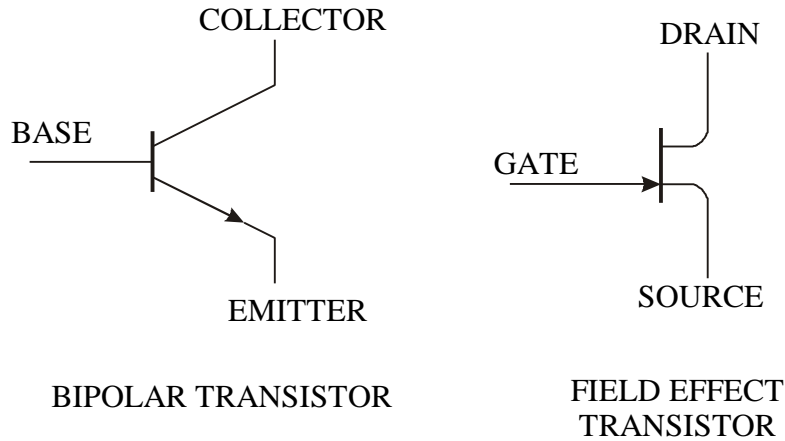 COLLECTOR
BASE
EMITTER
BIPOLAR TRANSISTOR
DRAIN
GATE
SOURCE
FIELD EFFECT
TRANSISTOR